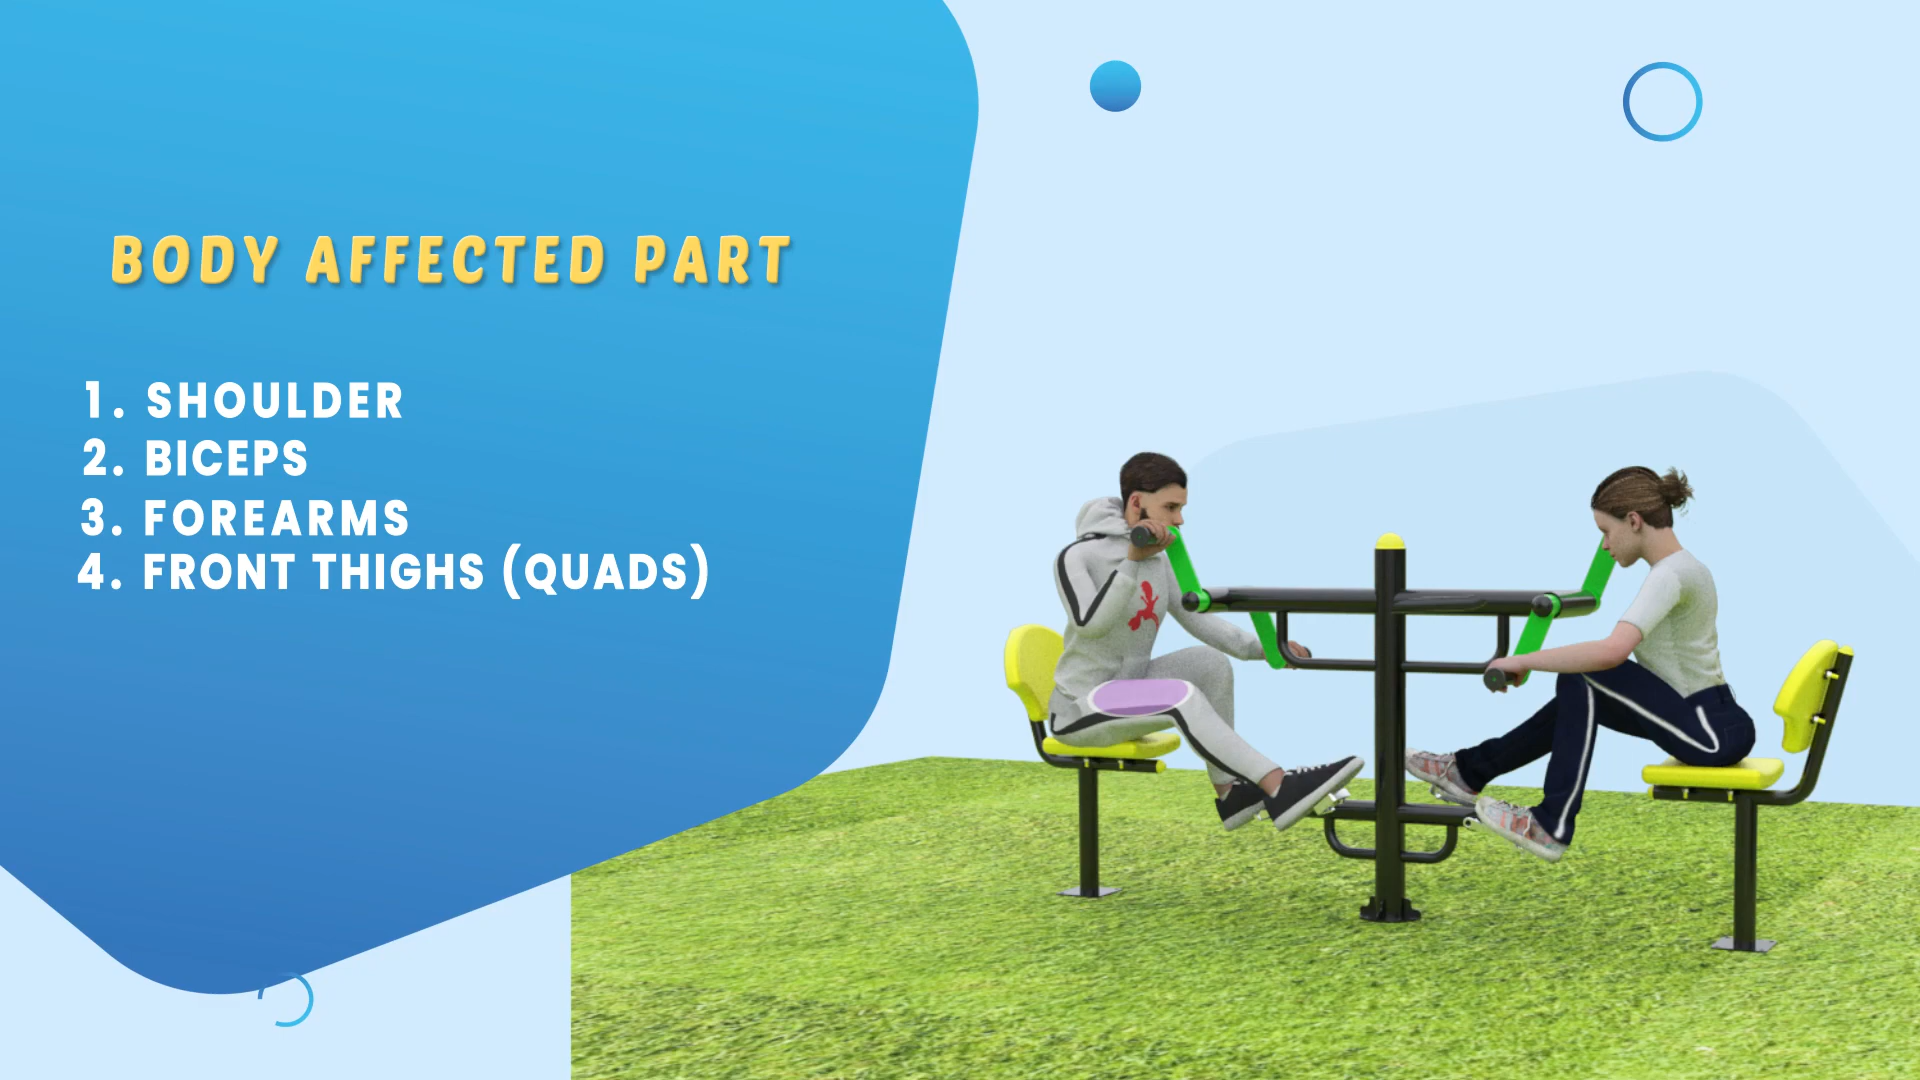 BODY AFFECTED PART
1. SHOULDER
2. BICEPS
3. FOREARMS
4. FRONT THIGHS (QUADS)